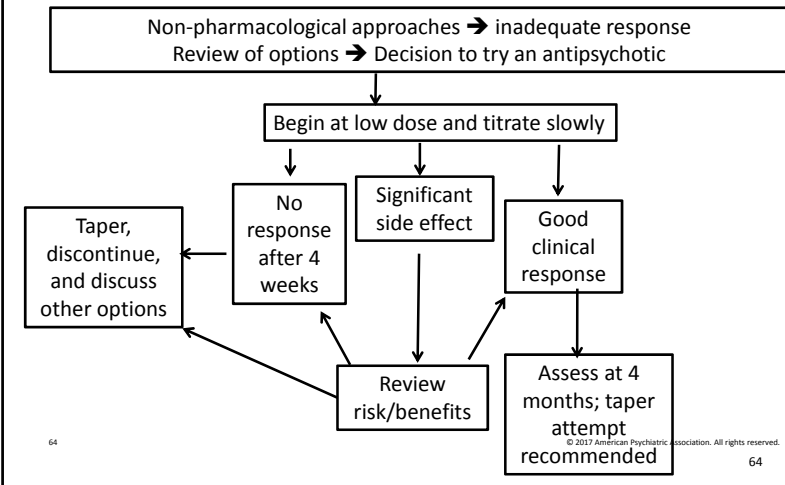 Non-pharmacological approaches ➔ inadequate response
Review of options ➔ Decision to try an antipsychotic
Begin at low dose and titrate slowly
No
response
after 4
weeks
Significant
side effect
Good
clinical
response
Taper,
discontinue,
and discuss
other options
Review
risk/benefits
Assess at 4
months; taper
attempt
recommended
64
© 2017 American Psychiatric Association. All rights reserved.
64